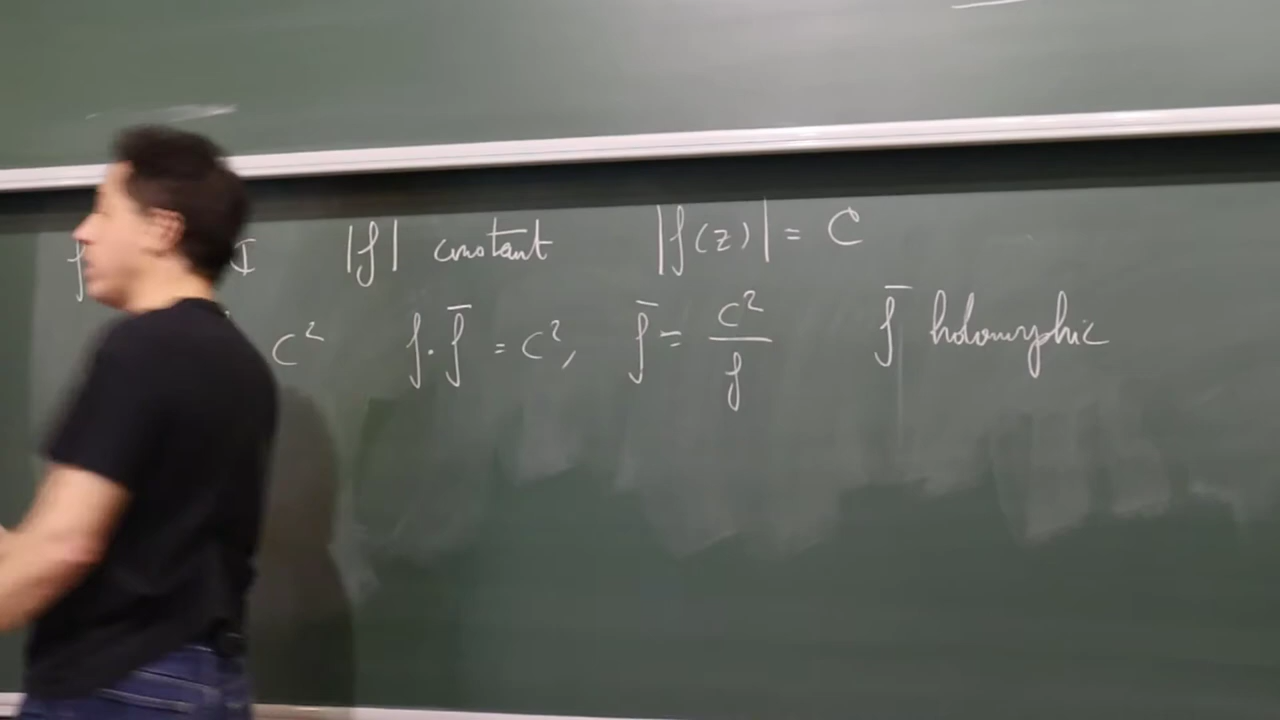 f I |f| constant |f(z)| = C
C² f · f̄ = C², f̄ = C²/f f̄ holomorphic